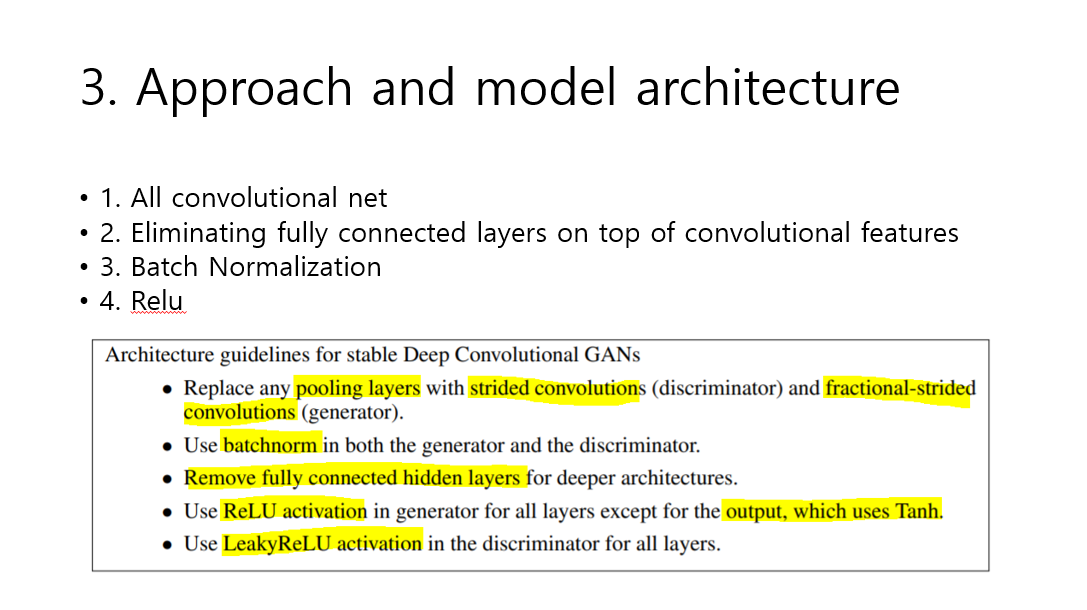 3. Approach and model architecture
• 1. All convolutional net
• 2. Eliminating fully connected layers on top of convolutional features
• 3. Batch Normalization
• 4. Relu
Architecture guidelines for stable Deep Convolutional GANs
• Replace any pooling layers with strided convolutions (discriminator) and fractional-strided
convolutions (generator).
• Use batchnorm in both the generator and the discriminator.
• Remove fully connected hidden layers for deeper architectures.
• Use ReLU activation in generator for all layers except for the output, which uses Tanh.
• Use LeakyReLU activation in the discriminator for all layers.